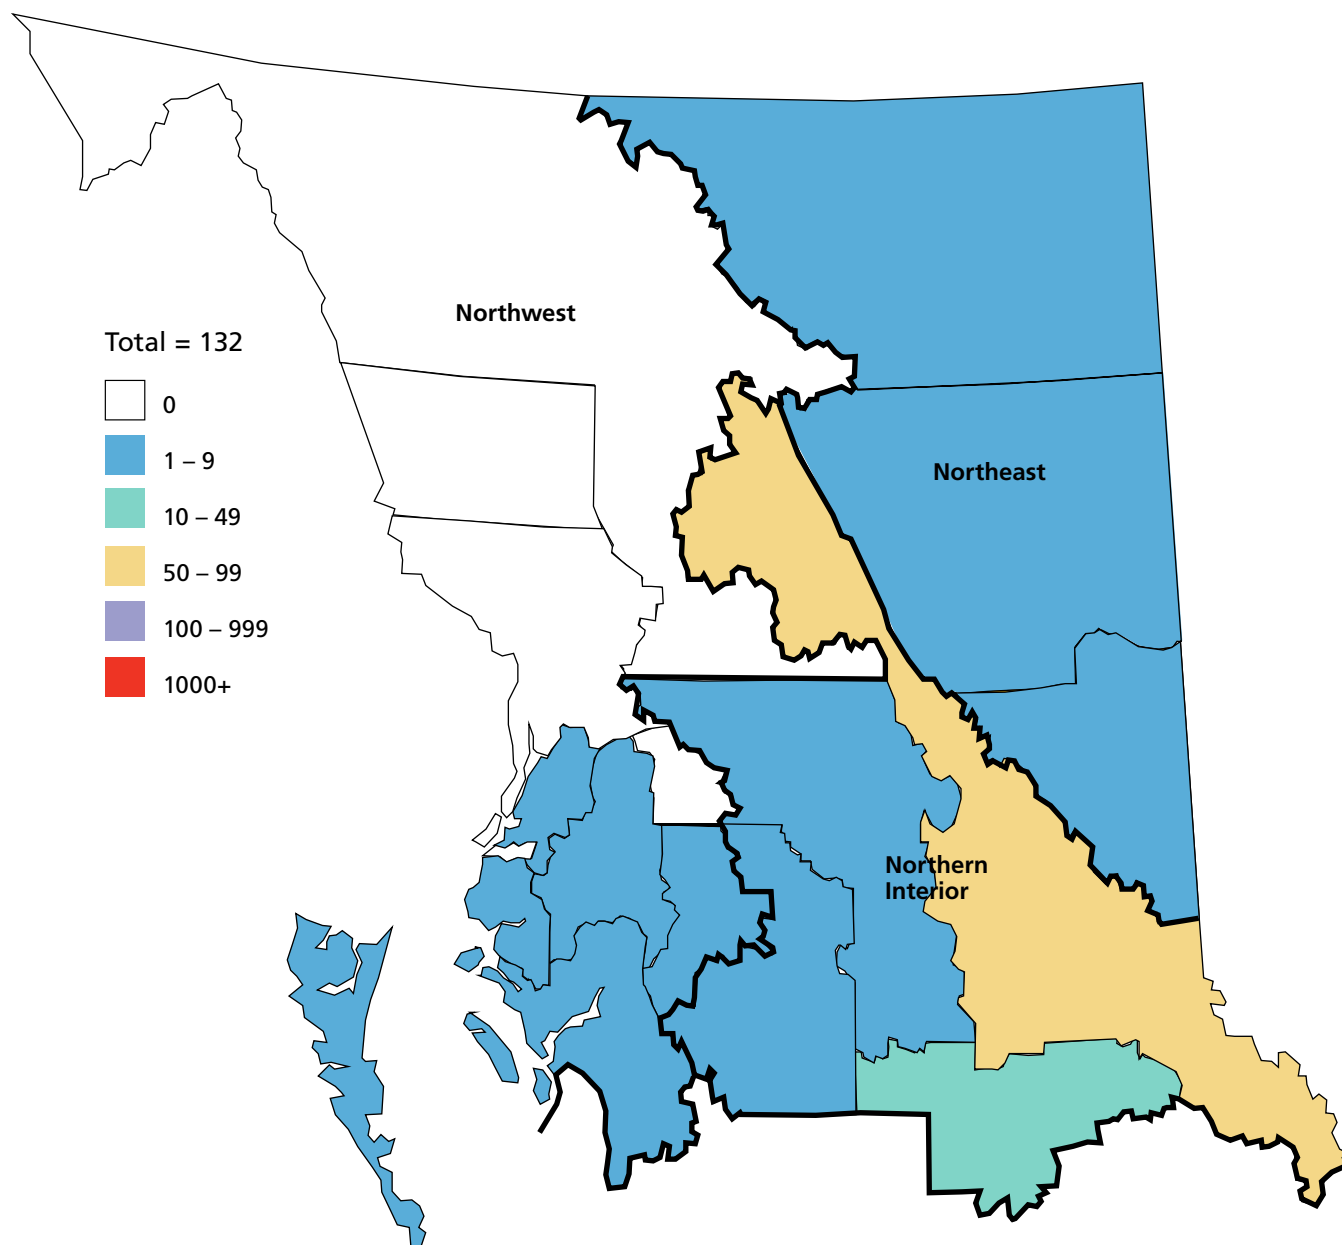 Northwest
Total = 132
0
1 – 9
10 – 49
50 – 99
100 – 999
1000+
Northeast
Northern
Interior